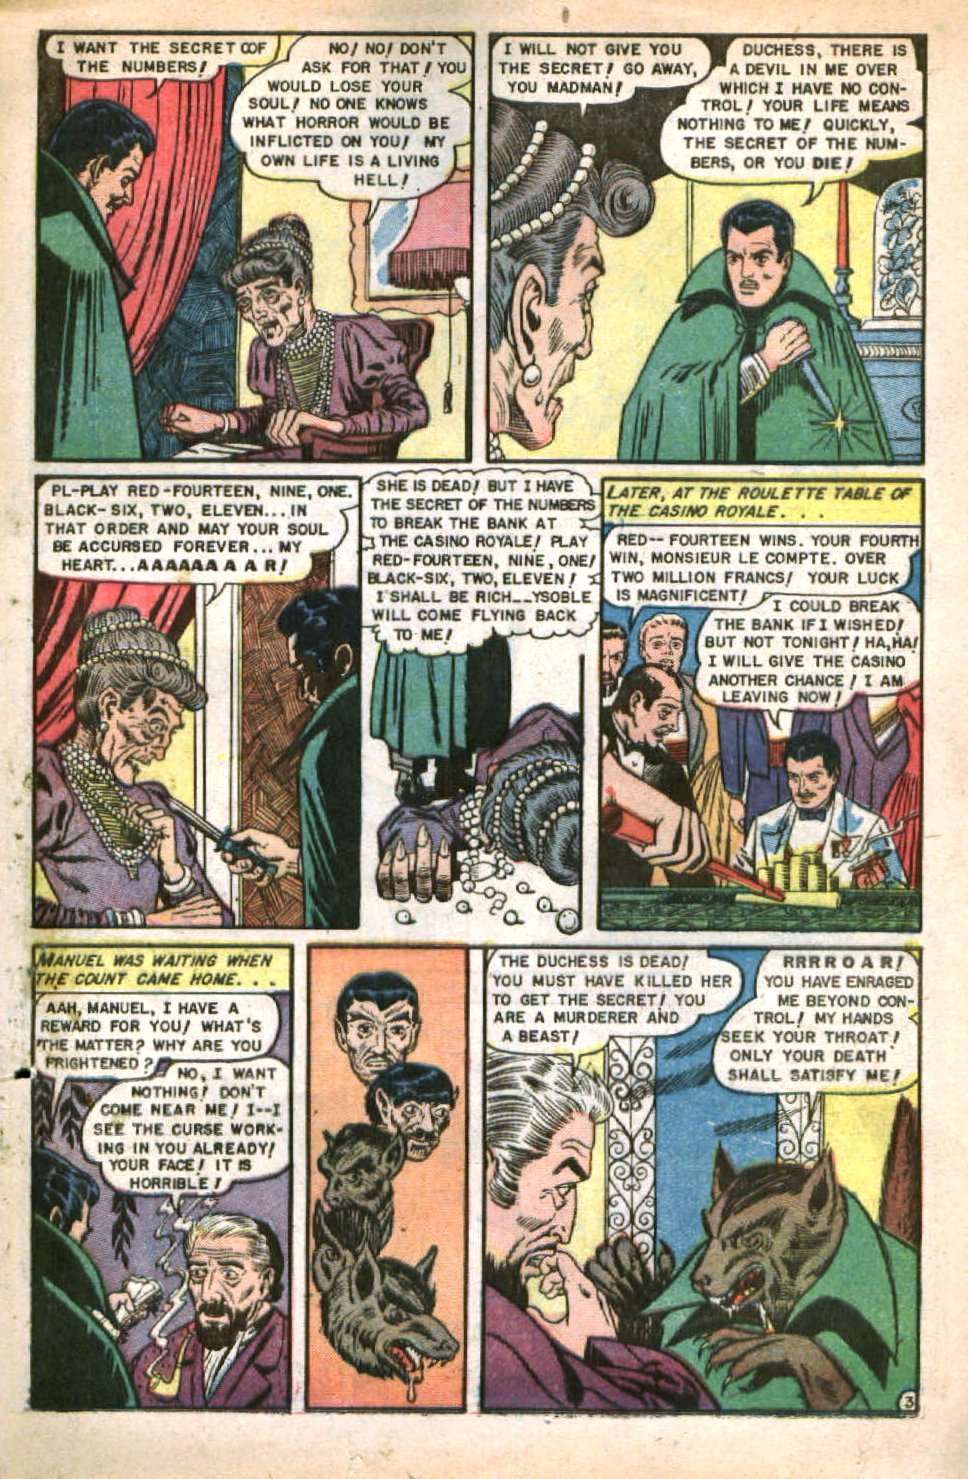 I WANT THE SECRET OOF
THE NUMBERS!
NO! NO! DON'T
ASK FOR THAT! YOU
WOULD LOSE YOUR
SOUL! NO ONE KNOWS
WHAT HORROR WOULD BE
INFLICTED ON YOU! MY
OWN LIFE IS A LIVING
HELL!
I WILL NOT GIVE YOU
THE SECRET! GO AWAY,
YOU MADMAN!
DUCHESS, THERE IS
A DEVIL IN ME OVER
WHICH I HAVE NO CON-
TROL! YOUR LIFE MEANS
NOTHING TO ME! QUICKLY,
THE SECRET OF THE NUM-
BERS, OR YOU DIE!
PL-PLAY RED-FOURTEEN, NINE, ONE.
BLACK-SIX, TWO, ELEVEN... IN
THAT ORDER AND MAY YOUR SOUL
BE ACCURSED FOREVER... MY
HEART...AAAAAAAAR!
SHE IS DEAD! BUT I HAVE
THE SECRET OF THE NUMBERS
TO BREAK THE BANK AT
THE CASINO ROYALE! PLAY
RED-FOURTEEN, NINE, ONE!
BLACK-SIX, TWO, ELEVEN!
I SHALL BE RICH--YSOBLE
WILL COME FLYING BACK
TO ME!
LATER, AT THE ROULETTE TABLE OF
THE CASINO ROYALE. . .
RED-- FOURTEEN WINS. YOUR FOURTH
WIN, MONSIEUR LE COMPTE. OVER
TWO MILLION FRANCS! YOUR LUCK
IS MAGNIFICENT!
I COULD BREAK
THE BANK IF I WISHED!
BUT NOT TONIGHT! HA,HA!
I WILL GIVE THE CASINO
ANOTHER CHANCE! I AM
LEAVING NOW!
MANUEL WAS WAITING WHEN
THE COUNT CAME HOME. . .
AAH, MANUEL, I HAVE A
REWARD FOR YOU! WHAT'S
THE MATTER? WHY ARE YOU
FRIGHTENED?
NO, I WANT
NOTHING! DON'T
COME NEAR ME! I--I
SEE THE CURSE WORK-
ING IN YOU ALREADY!
YOUR FACE! IT IS
HORRIBLE!
THE DUCHESS IS DEAD!
YOU MUST HAVE KILLED HER
TO GET THE SECRET! YOU
ARE A MURDERER AND
A BEAST!
RRRROAR!
YOU HAVE ENRAGED
ME BEYOND CON-
TROL! MY HANDS
SEEK YOUR THROAT!
ONLY YOUR DEATH
SHALL SATISFY ME!
3